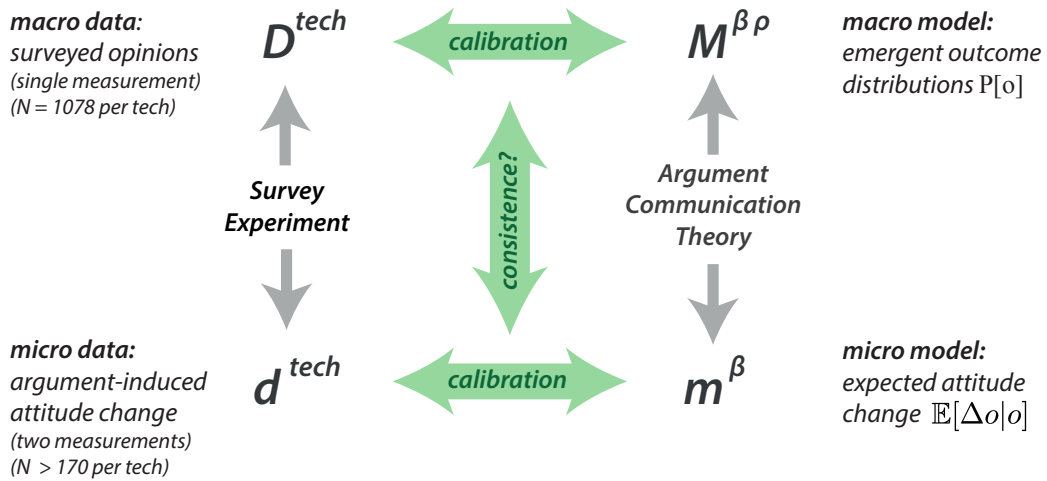 macro data:
surveyed opinions
(single measurement)
(N = 1078 per tech)
D^tech
calibration
M^β ρ
macro model:
emergent outcome
distributions P[o]
Survey
Experiment
consistence?
Argument
Communication
Theory
micro data:
argument-induced
attitude change
(two measurements)
(N > 170 per tech)
d^tech
calibration
m^β
micro model:
expected attitude
change 𝔼[Δo|o]